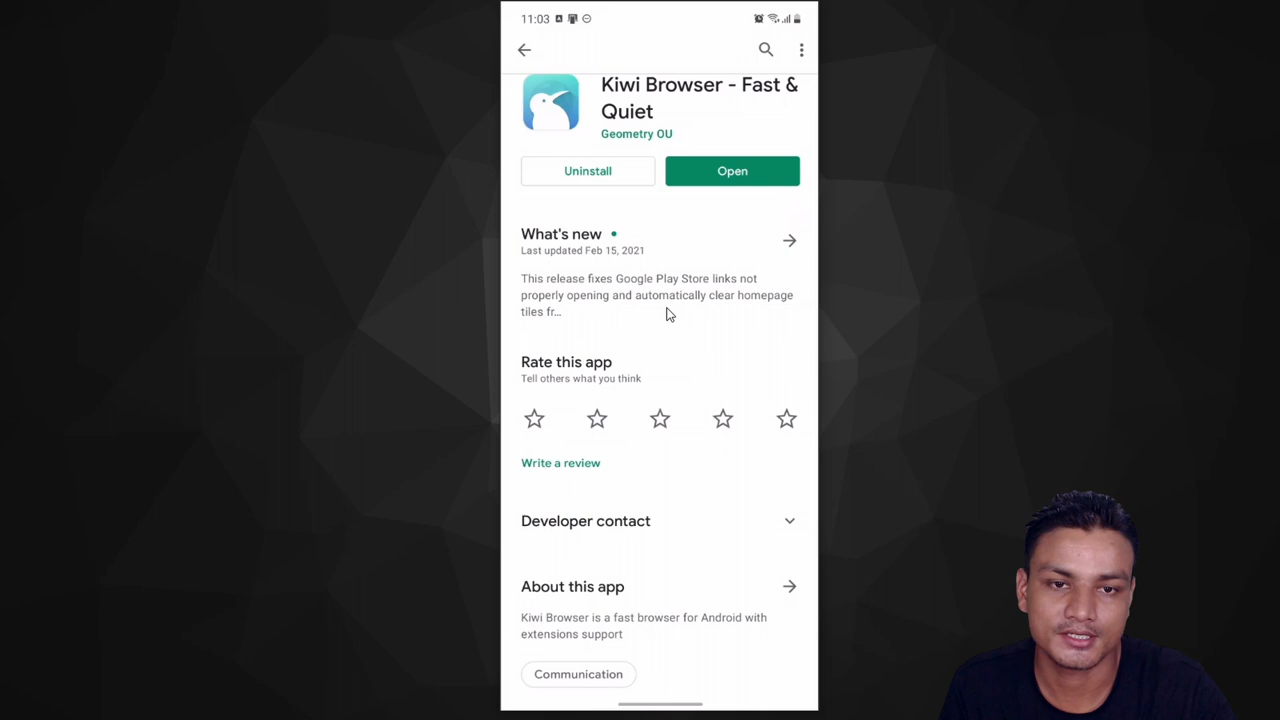 11:03
Kiwi Browser - Fast &
Quiet
Geometry OU
Uninstall
Open
What's new
Last updated Feb 15, 2021
This release fixes Google Play Store links not
properly opening and automatically clear homepage
tiles fr...
Rate this app
Tell others what you think
Write a review
Developer contact
About this app
Kiwi Browser is a fast browser for Android with
extensions support
Communication